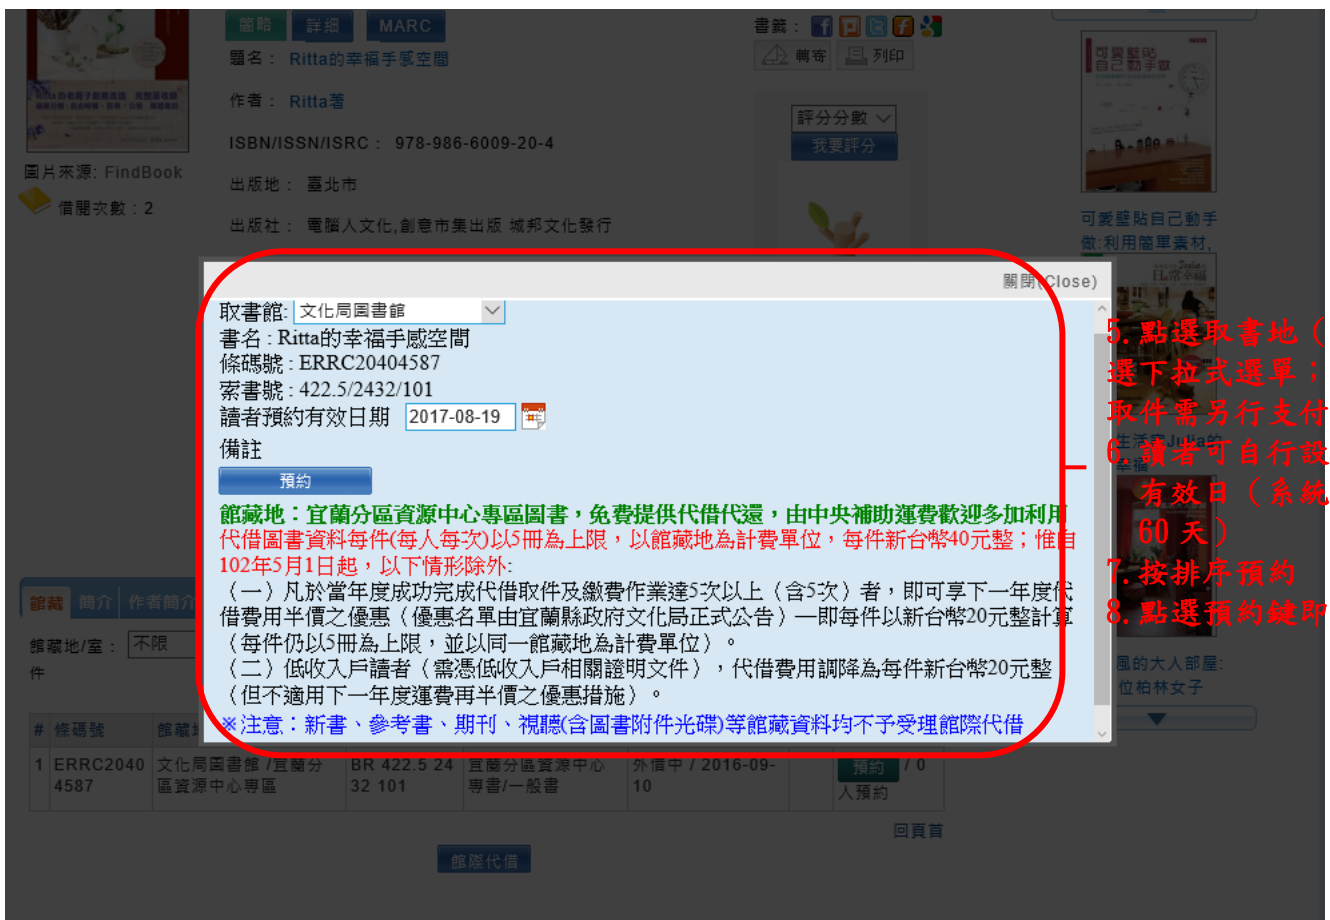 簡略 詳細 MARC
書籤：
題名： Ritta的幸福手感空間
轉寄 列印
作者： Ritta著
評分分數
ISBN/ISSN/ISRC： 978-986-6009-20-4
我要評分
圖片來源: FindBook
出版地： 臺北市
借閱次數：2
出版社： 電腦人文化,創意市集出版 城邦文化發行
可愛壁貼自己動手
做:利用簡單素材,
關閉(Close)
取書館: 文化局圖書館
書名 : Ritta的幸福手感空間
條碼號 : ERRC20404587
索書號 : 422.5/2432/101
讀者預約有效日期 2017-08-19
備註
預約
館藏地：宜蘭分區資源中心專區圖書，免費提供代借代還，由中央補助運費歡迎多加利用
代借圖書資料每件(每人每次)以5冊為上限，以館藏地為計費單位，每件新台幣40元整；惟自
102年5月1日起，以下情形除外:
（一）凡於當年度成功完成代借取件及繳費作業達5次以上（含5次）者，即可享下一年度代
借費用半價之優惠（優惠名單由宜蘭縣政府文化局正式公告）—即每件以新台幣20元整計算
（每件仍以5冊為上限，並以同一館藏地為計費單位）。
（二）低收入戶讀者（需憑低收入戶相關證明文件），代借費用調降為每件新台幣20元整
（但不適用下一年度運費再半價之優惠措施）。
※注意：新書、參考書、期刊、視聽(含圖書附件光碟)等館藏資料均不予受理館際代借
5.點選取書地（
選下拉式選單；
取件需另行支付
6.讀者可自行設
有效日（系統
60天）
7.按排序預約
8.點選預約鍵即
風的大人部屋:
位柏林女子
館藏 簡介 作者簡介
館藏地/室： 不限
件
# 條碼號 館藏
1 ERRC2040 文化局圖書館 /宜蘭分 BR 422.5 24 宜蘭分區資源中心 外借中 / 2016-09- 預約 / 0
4587 區資源中心專區 32 101 專書/一般書 10 人預約
回頁首
館際代借